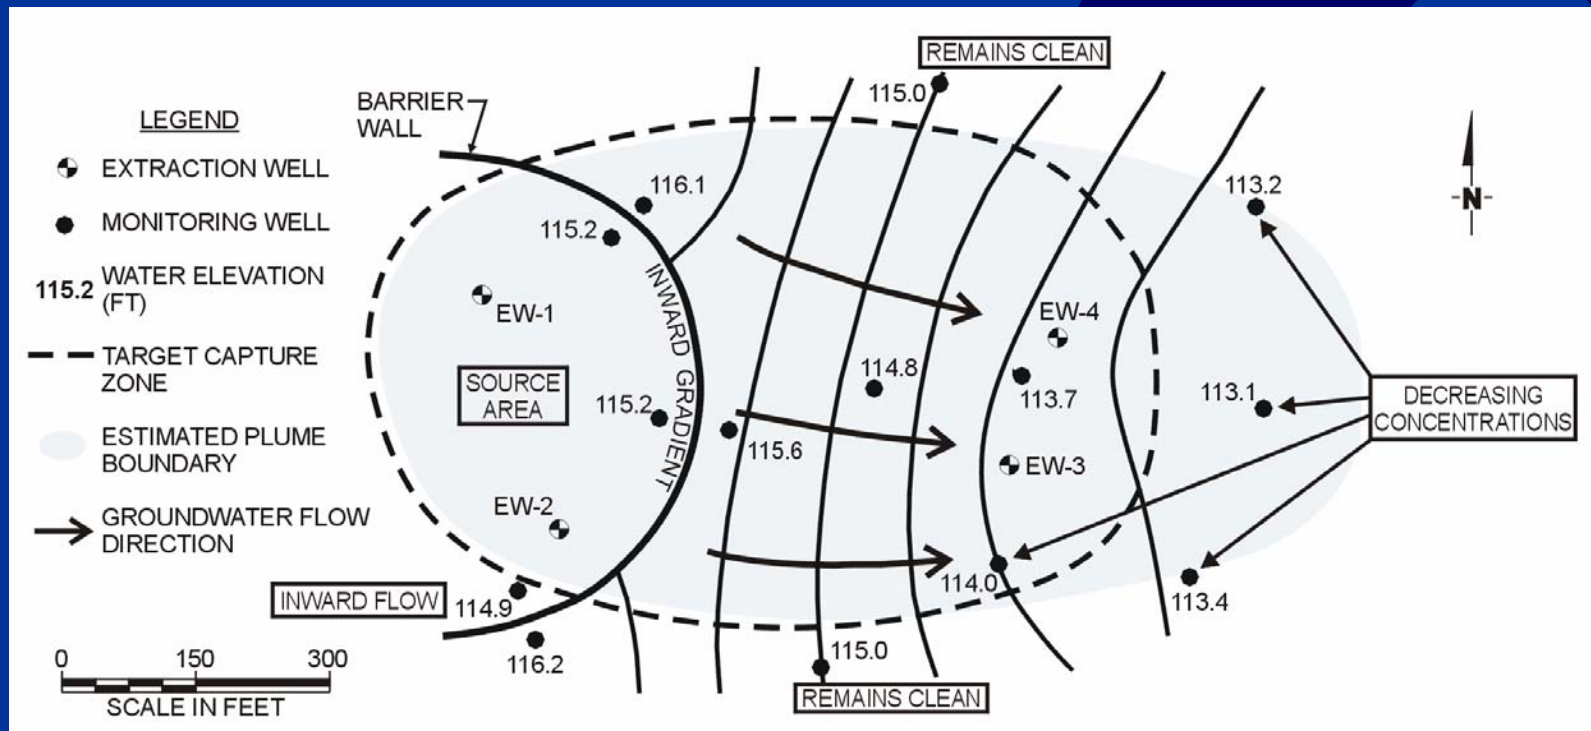 LEGEND
EXTRACTION WELL
MONITORING WELL
115.2 WATER ELEVATION
(FT)
TARGET CAPTURE
ZONE
ESTIMATED PLUME
BOUNDARY
GROUNDWATER FLOW
DIRECTION
0 150 300
SCALE IN FEET
BARRIER
WALL
REMAINS CLEAN
115.0
116.1
115.2
INWARD GRADIENT
EW-1
SOURCE
AREA
115.2
115.6
EW-2
INWARD FLOW
114.9
116.2
114.8
EW-4
113.7
EW-3
114.0
115.0
REMAINS CLEAN
N
113.2
113.1
DECREASING
CONCENTRATIONS
113.4